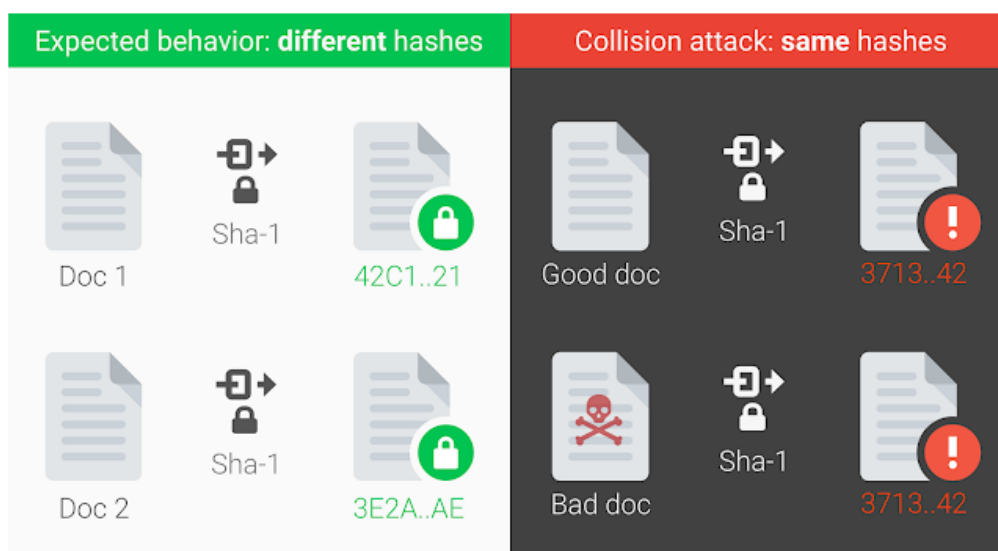 Expected behavior: different hashes
Collision attack: same hashes
Sha-1
Doc 1
42C1..21
Sha-1
Good doc
3713..42
Sha-1
Doc 2
3E2A..AE
Sha-1
Bad doc
3713..42